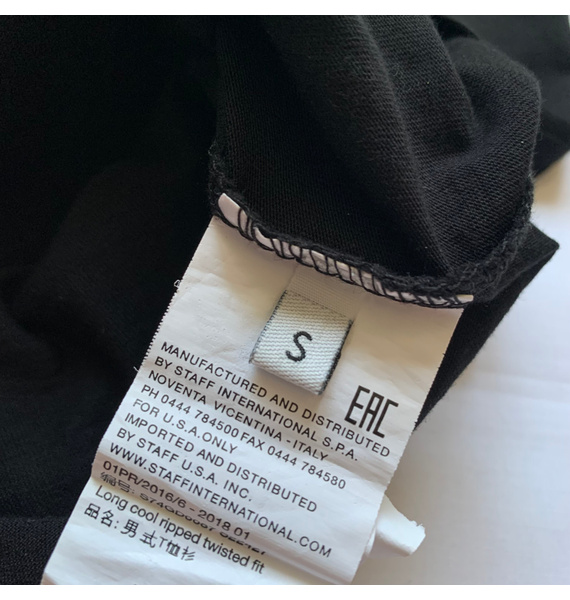 S
EAC
MANUFACTURED AND DISTRIBUTED
BY STAFF INTERNATIONAL S.P.A.
NOVENTA VICENTINA - ITALY
PH 0444 784500 FAX 0444 784580
FOR U.S.A. ONLY
IMPORTED AND DISTRIBUTED
BY STAFF U.S.A. INC.
WWW.STAFFINTERNATIONAL.COM
01PR/2016/6 - 2018 01
编号:
Long cool ripped twisted fit
品名: 男 式T恤衫